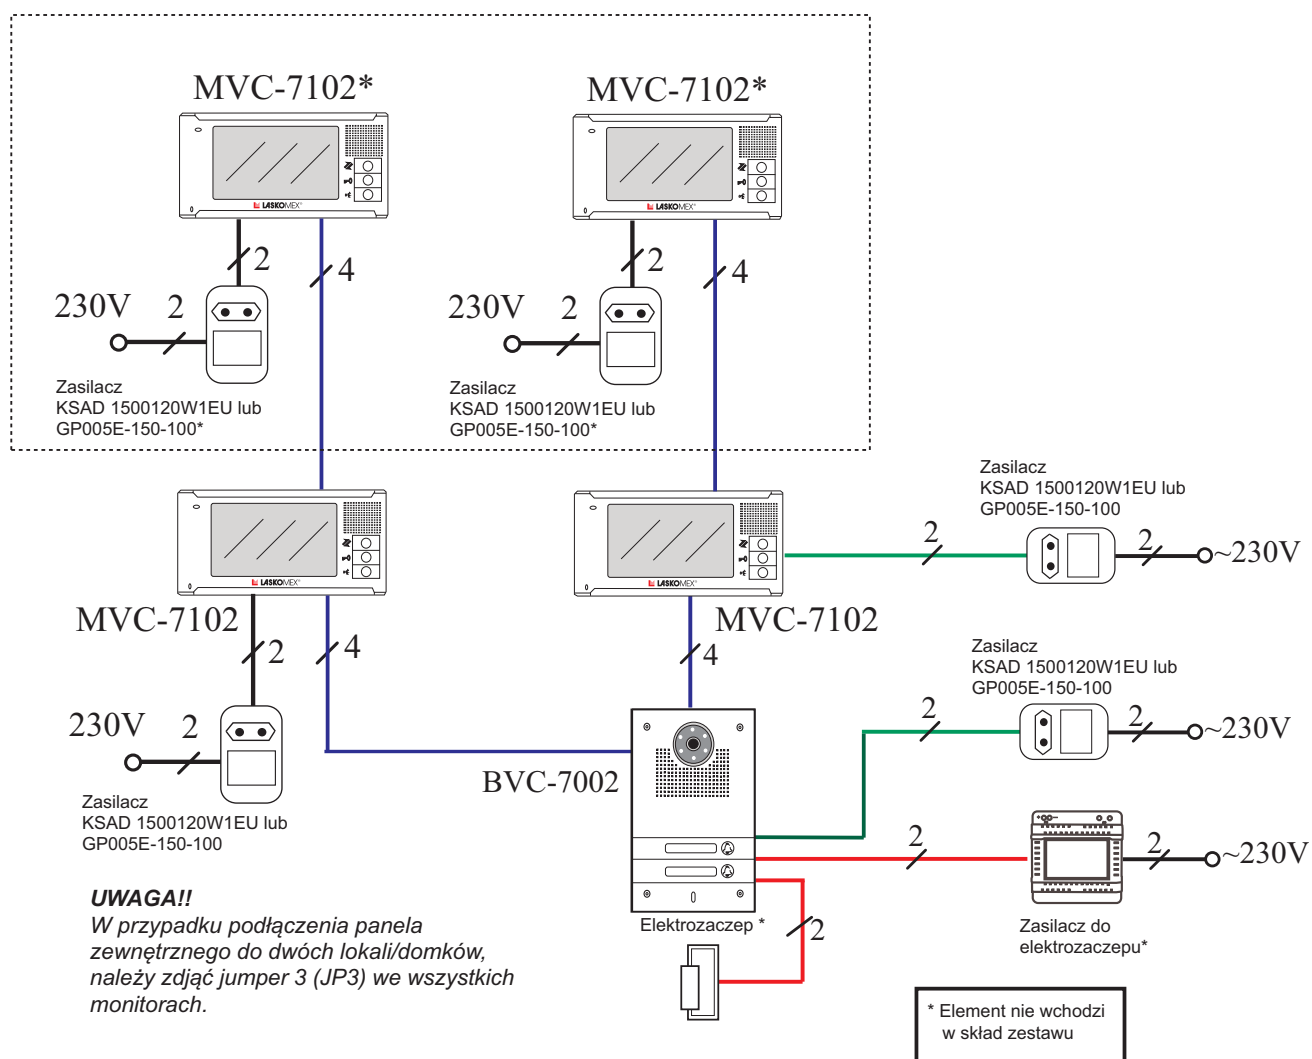 MVC-7102*
MVC-7102*
LASKOMEX®
LASKOMEX®
2
4
2
4
230V
2
230V
2
Zasilacz
KSAD 1500120W1EU lub
GP005E-150-100*
Zasilacz
KSAD 1500120W1EU lub
GP005E-150-100*
Zasilacz
KSAD 1500120W1EU lub
GP005E-150-100
2
2
~230V
LASKOMEX®
LASKOMEX®
MVC-7102
MVC-7102
2
4
4
Zasilacz
KSAD 1500120W1EU lub
GP005E-150-100
2
2
~230V
230V
2
BVC-7002
Zasilacz
KSAD 1500120W1EU lub
GP005E-150-100
2
2
~230V
UWAGA!!
W przypadku podłączenia panela
zewnętrznego do dwóch lokali/domków,
należy zdjąć jumper 3 (JP3) we wszystkich
monitorach.
Elektrozaczep *
2
Zasilacz do
elektrozaczepu*
* Element nie wchodzi
w skład zestawu